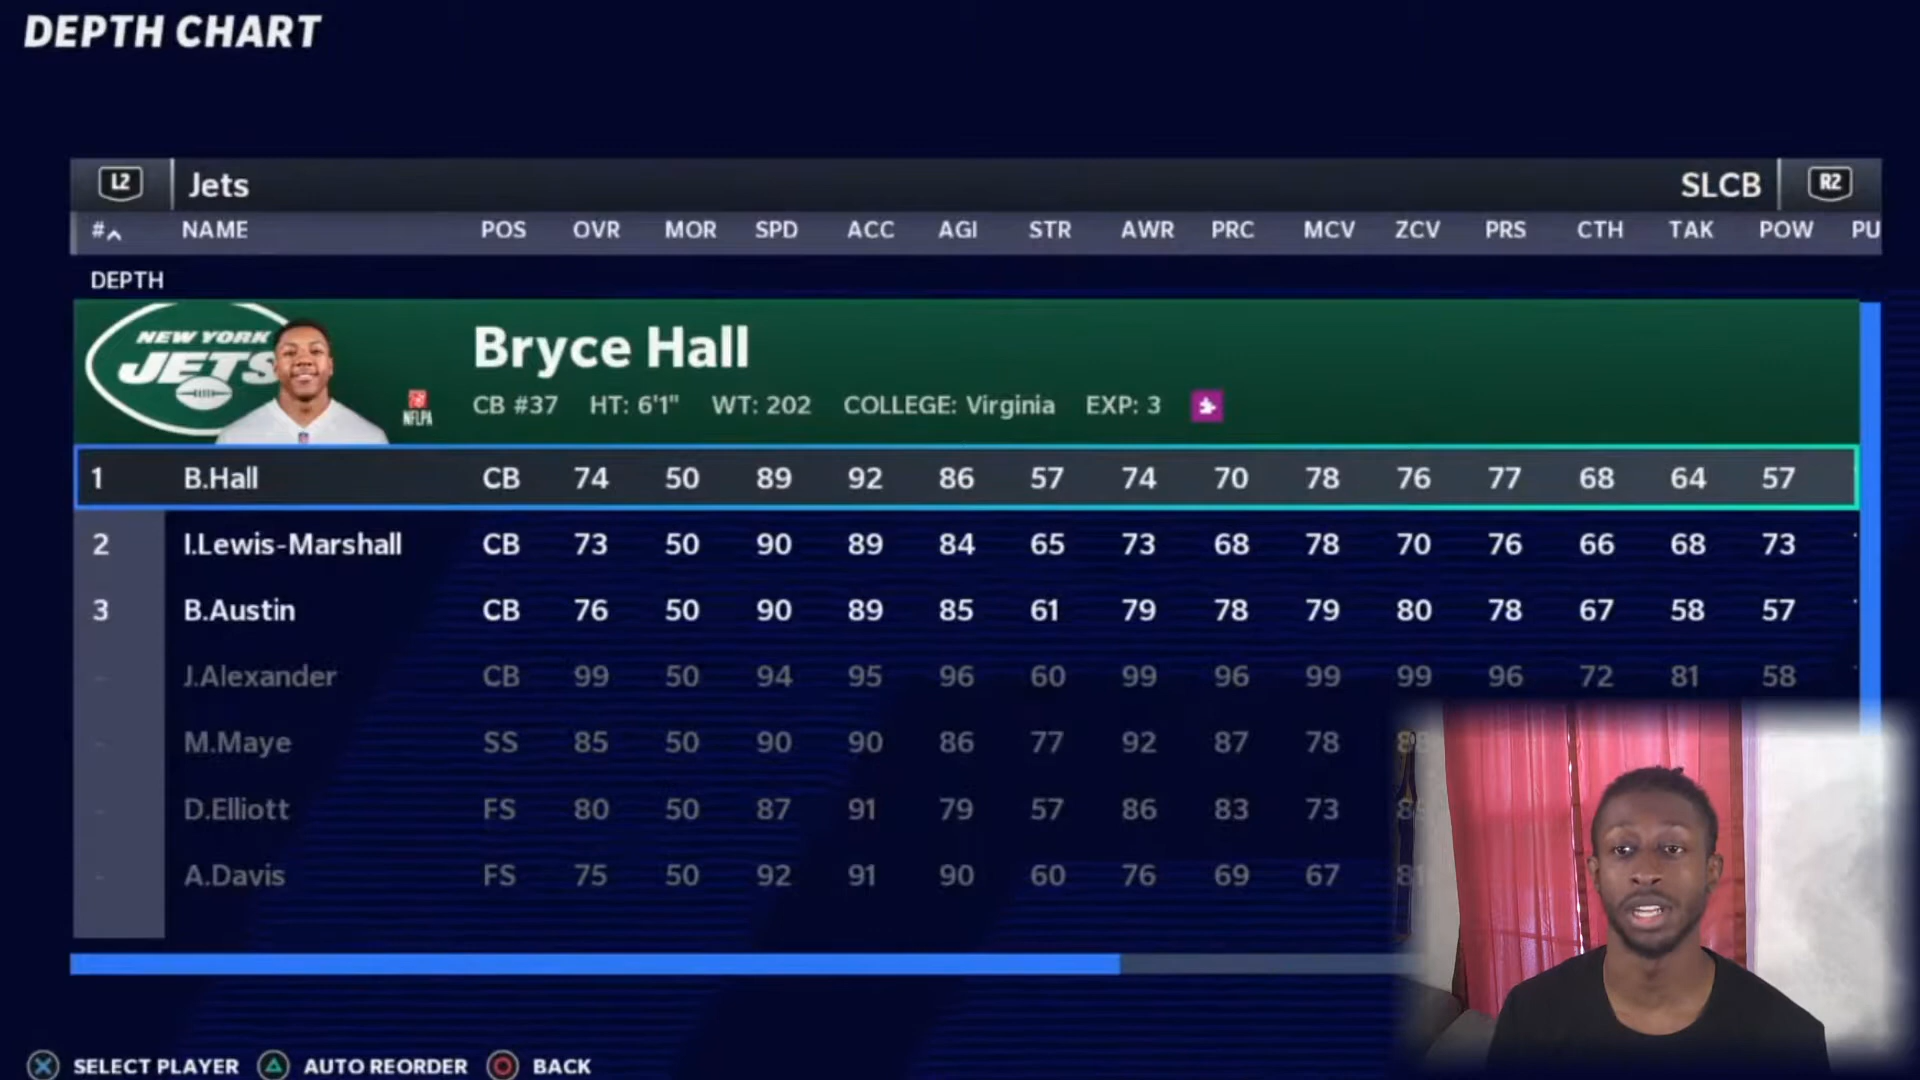 DEPTH CHART
L2 Jets SLCB R2
# NAME POS OVR MOR SPD ACC AGI STR AWR PRC MCV ZCV PRS CTH TAK POW PU
DEPTH
NEW YORK
JETS
NFLPA
Bryce Hall
CB #37 HT: 6'1" WT: 202 COLLEGE: Virginia EXP: 3
1 B.Hall CB 74 50 89 92 86 57 74 70 78 76 77 68 64 57
2 I.Lewis-Marshall CB 73 50 90 89 84 65 73 68 78 70 76 66 68 73
3 B.Austin CB 76 50 90 89 85 61 79 78 79 80 78 67 58 57
- J.Alexander CB 99 50 94 95 96 60 99 96 99 99 96 72 81 58
- M.Maye SS 85 50 90 90 86 77 92 87 78
- D.Elliott FS 80 50 87 91 79 57 86 83 73
- A.Davis FS 75 50 92 91 90 60 76 69 67
SELECT PLAYER AUTO REORDER BACK